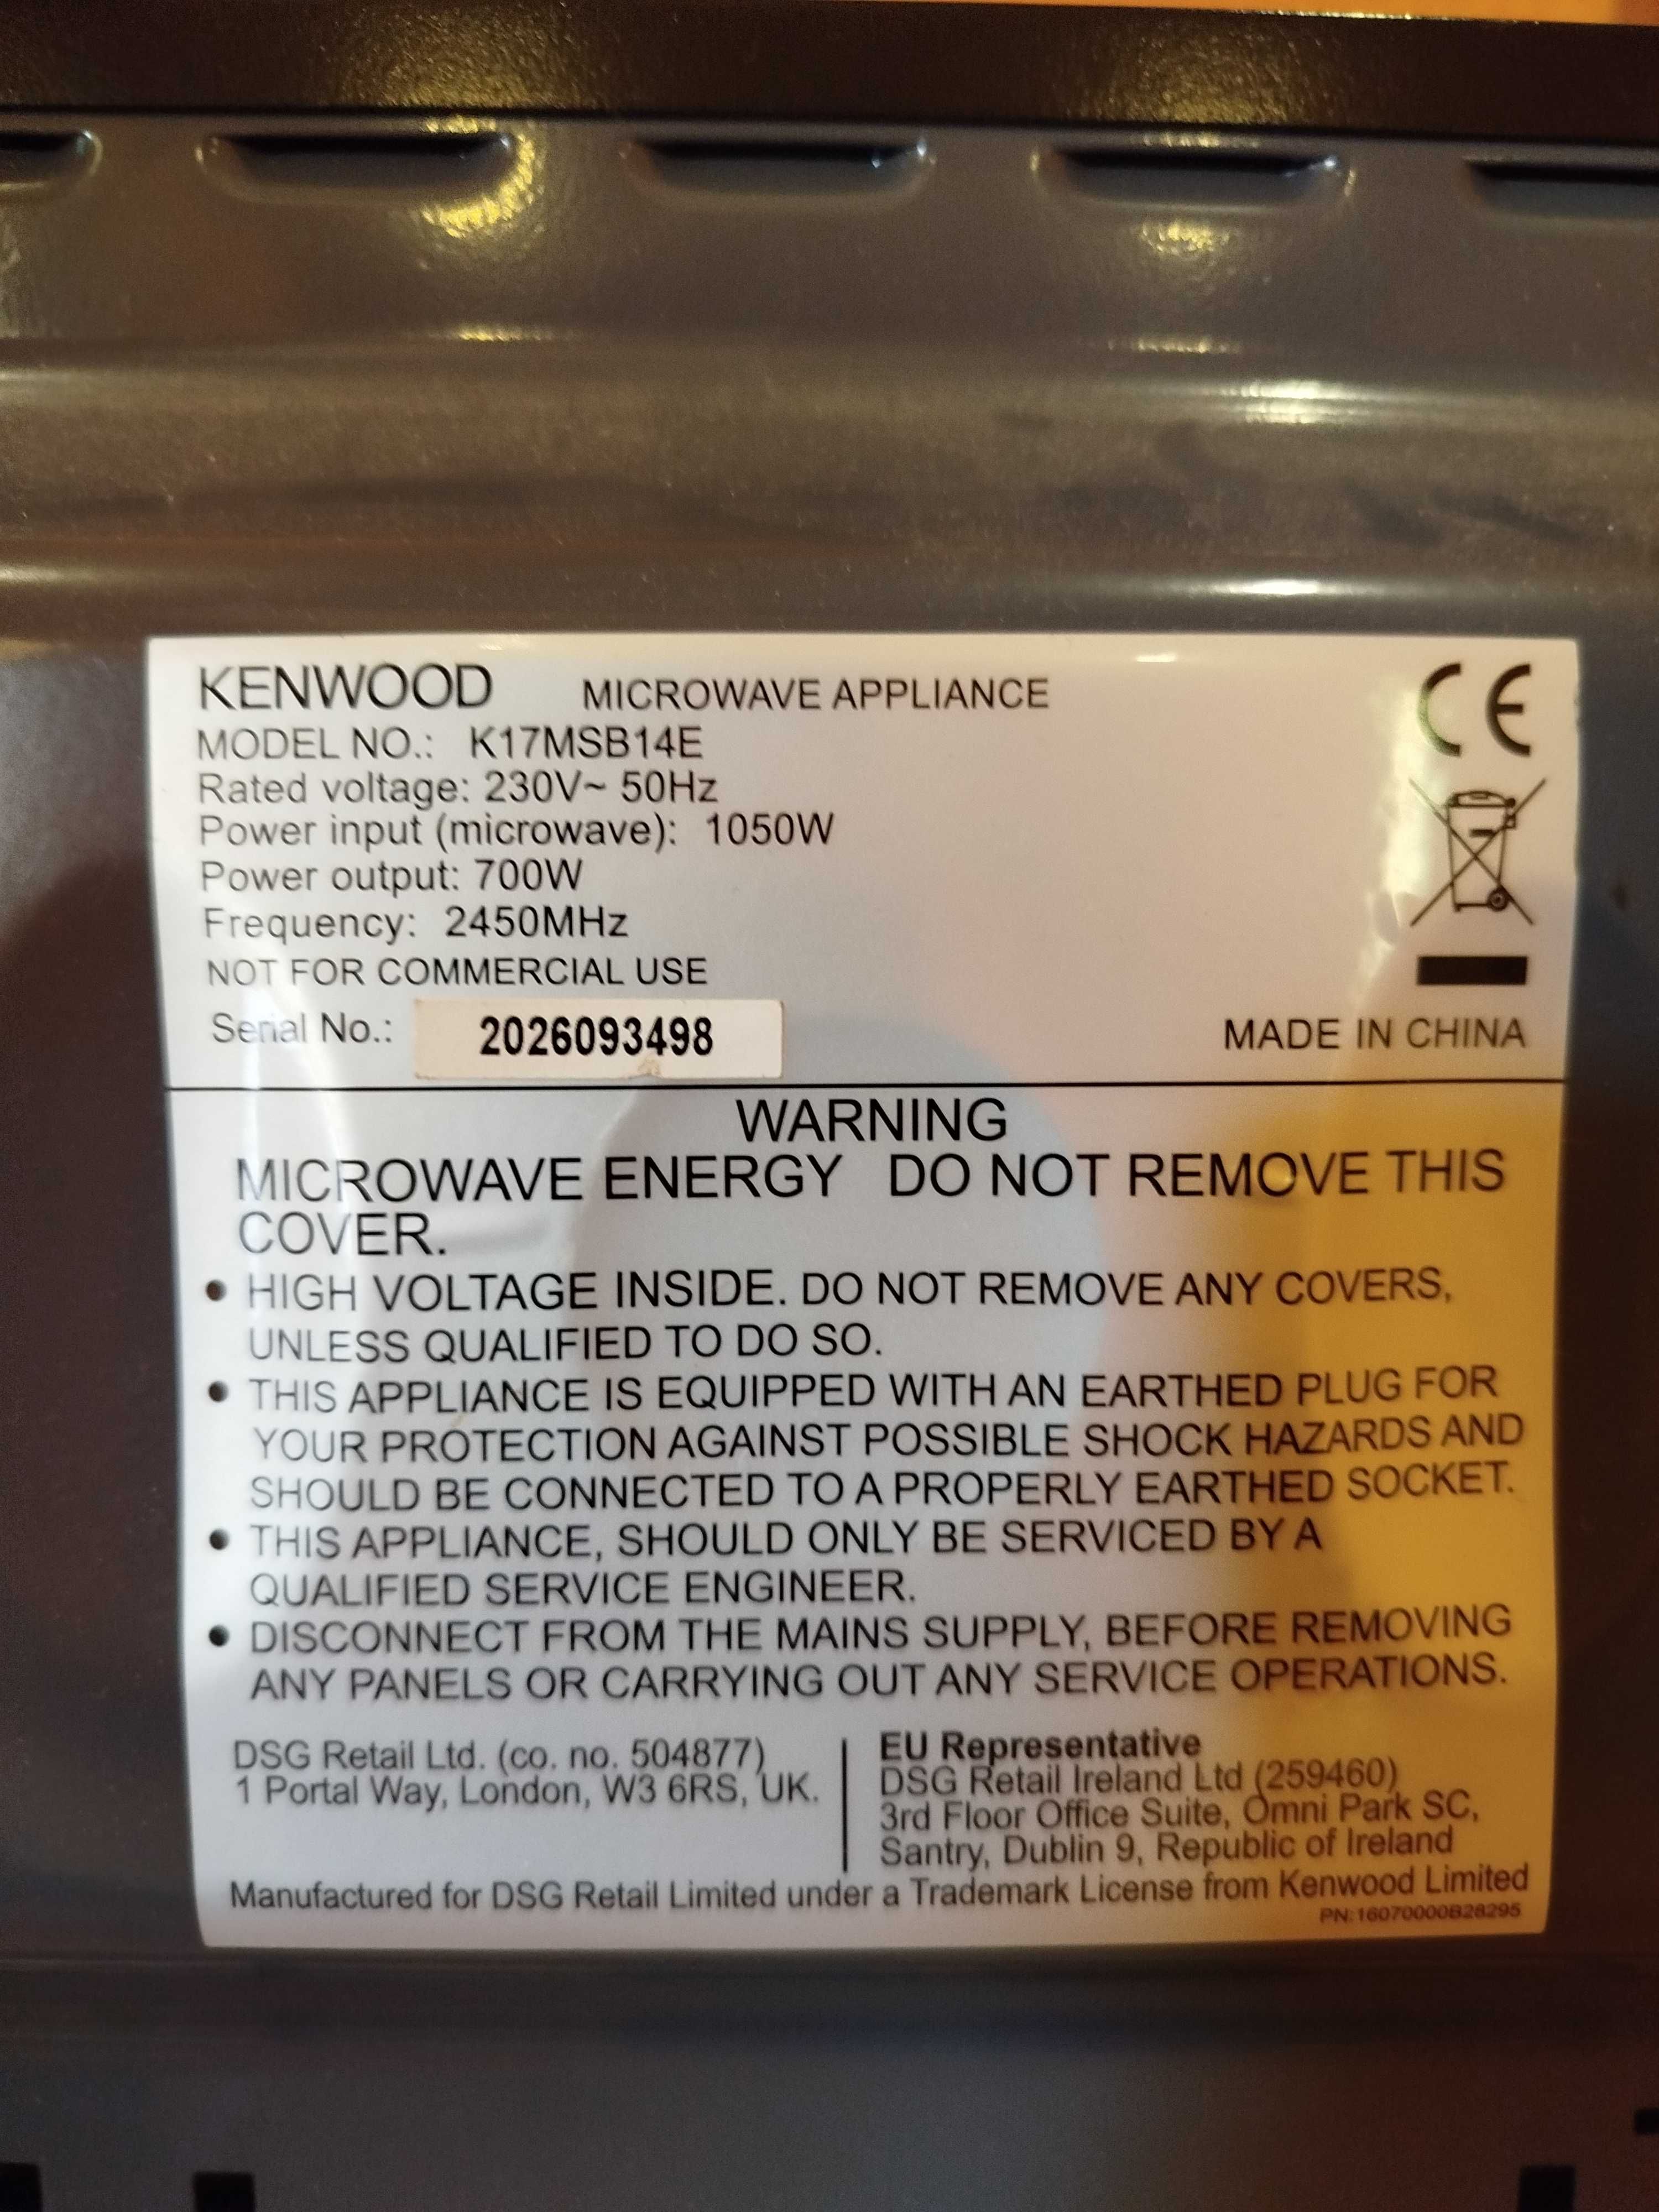 KENWOOD MICROWAVE APPLIANCE
MODEL NO.: K17MSB14E
Rated voltage: 230V~ 50Hz
Power input (microwave): 1050W
Power output: 700W
Frequency: 2450MHz
NOT FOR COMMERCIAL USE
Serial No.: 2026093498
MADE IN CHINA
WARNING
MICROWAVE ENERGY DO NOT REMOVE THIS
COVER.
• HIGH VOLTAGE INSIDE. DO NOT REMOVE ANY COVERS,
UNLESS QUALIFIED TO DO SO.
• THIS APPLIANCE IS EQUIPPED WITH AN EARTHED PLUG FOR
YOUR PROTECTION AGAINST POSSIBLE SHOCK HAZARDS AND
SHOULD BE CONNECTED TO A PROPERLY EARTHED SOCKET.
• THIS APPLIANCE, SHOULD ONLY BE SERVICED BY A
QUALIFIED SERVICE ENGINEER.
• DISCONNECT FROM THE MAINS SUPPLY, BEFORE REMOVING
ANY PANELS OR CARRYING OUT ANY SERVICE OPERATIONS.
DSG Retail Ltd. (co. no. 504877)
1 Portal Way, London, W3 6RS, UK.
EU Representative
DSG Retail Ireland Ltd (259460)
3rd Floor Office Suite, Omni Park SC,
Santry, Dublin 9, Republic of Ireland
Manufactured for DSG Retail Limited under a Trademark License from Kenwood Limited
PN:16070000B28295